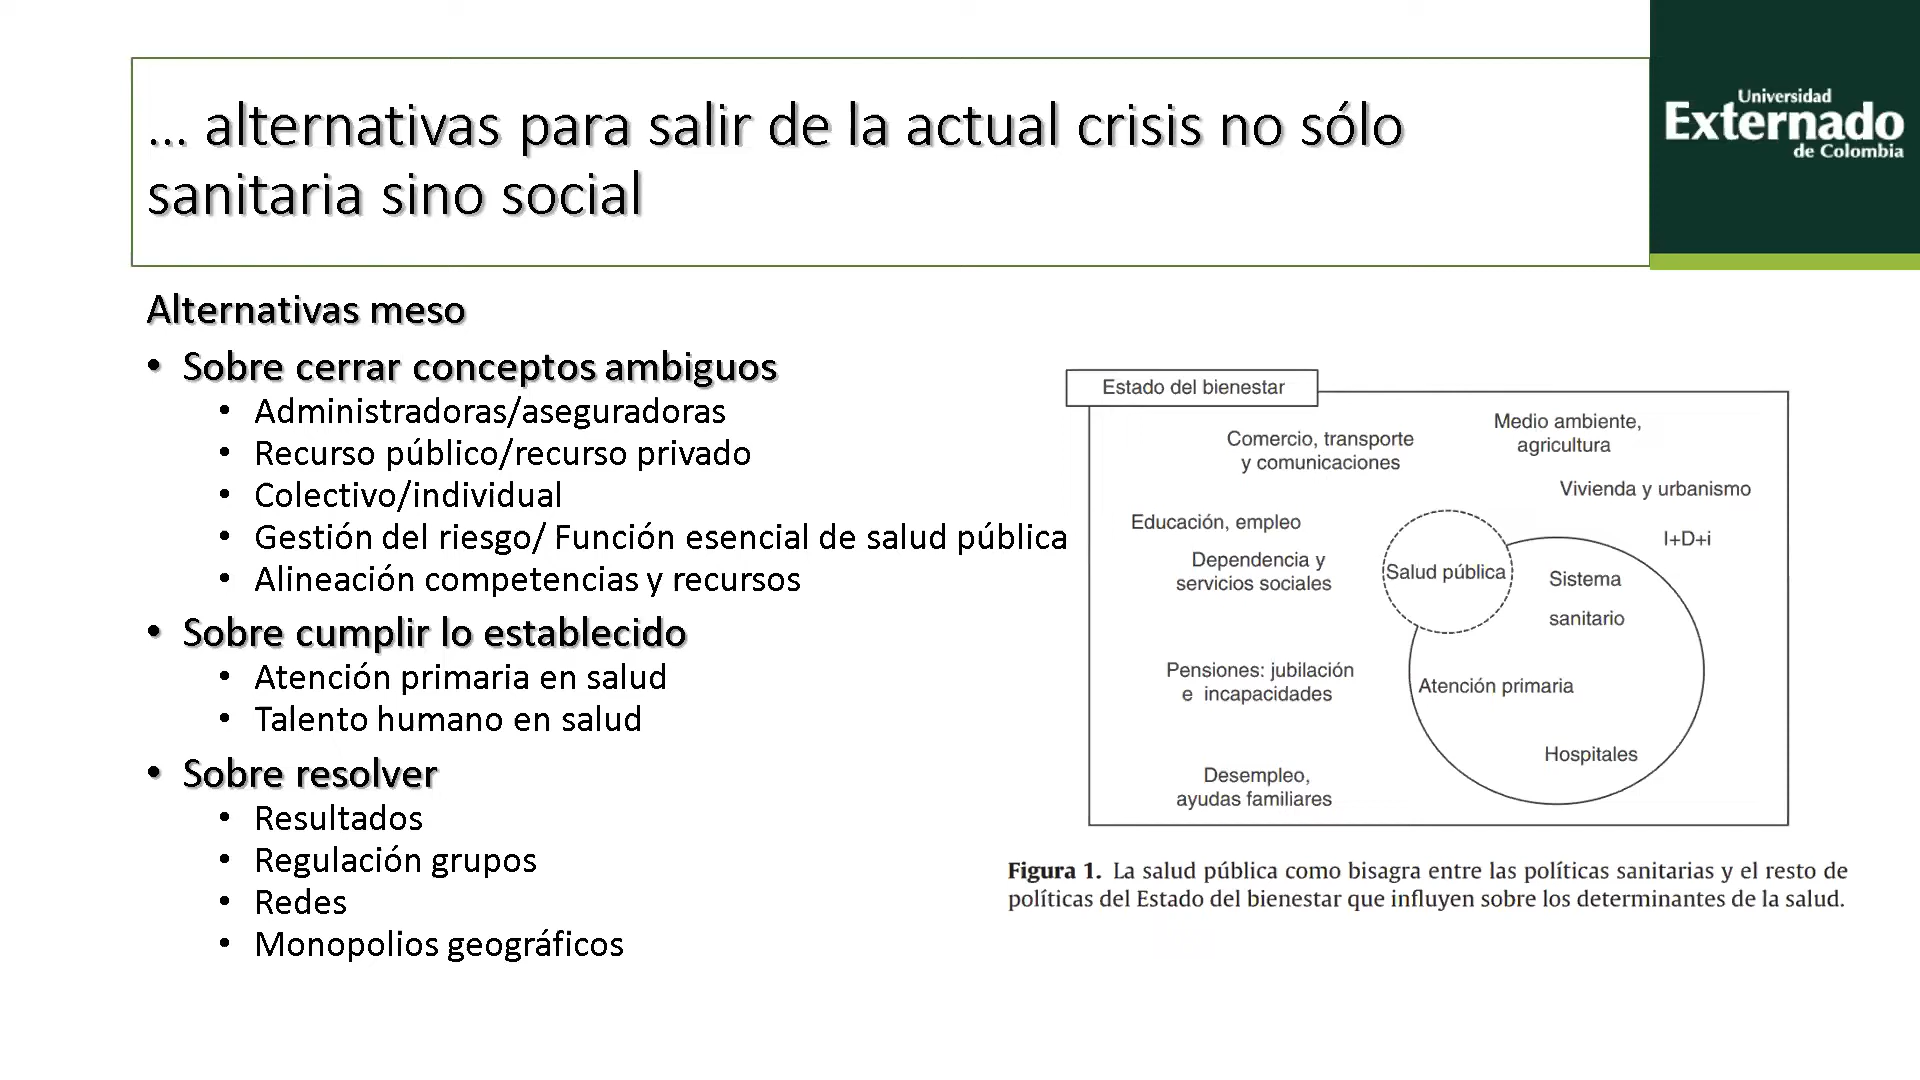 ... alternativas para salir de la actual crisis no sólo
sanitaria sino social
Universidad
Externado
de Colombia
Alternativas meso
• Sobre cerrar conceptos ambiguos
• Administradoras/aseguradoras
• Recurso público/recurso privado
• Colectivo/individual
• Gestión del riesgo/ Función esencial de salud pública
• Alineación competencias y recursos
• Sobre cumplir lo establecido
• Atención primaria en salud
• Talento humano en salud
• Sobre resolver
• Resultados
• Regulación grupos
• Redes
• Monopolios geográficos
Estado del bienestar
Comercio, transporte
y comunicaciones
Medio ambiente,
agricultura
Vivienda y urbanismo
Educación, empleo
I+D+i
Dependencia y
servicios sociales
Salud pública
Sistema
sanitario
Pensiones: jubilación
e incapacidades
Atención primaria
Hospitales
Desempleo,
ayudas familiares
Figura 1. La salud pública como bisagra entre las políticas sanitarias y el resto de
políticas del Estado del bienestar que influyen sobre los determinantes de la salud.